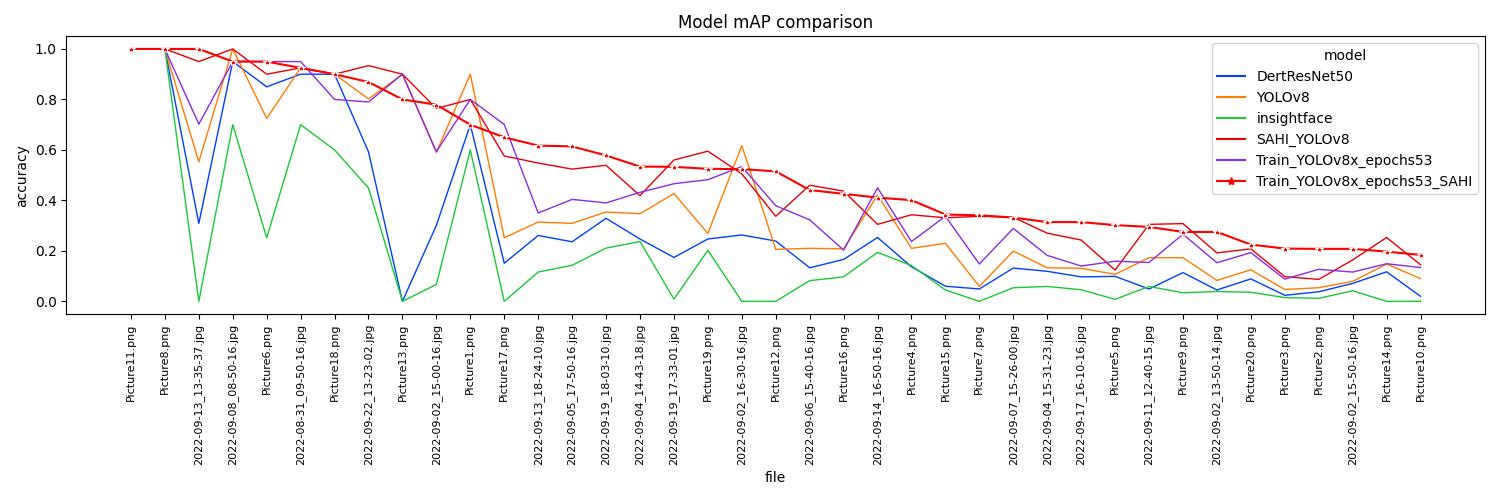 Model mAP comparison
accuracy
1.0
0.8
0.6
0.4
0.2
0.0
model
DertResNet50
YOLOv8
insightface
SAHI_YOLOv8
Train_YOLOv8x_epochs53
Train_YOLOv8x_epochs53_SAHI
Picture11.png
Picture8.png
2022-09-13_13-35-37.jpg
2022-09-08_08-50-16.jpg
Picture6.png
2022-08-31_09-50-16.jpg
Picture18.png
2022-09-22_13-23-02.jpg
Picture13.png
2022-09-02_15-00-16.jpg
Picture1.png
Picture17.png
2022-09-13_18-24-10.jpg
2022-09-05_17-50-16.jpg
2022-09-19_18-03-10.jpg
2022-09-04_14-43-18.jpg
2022-09-19_17-33-01.jpg
Picture19.png
2022-09-02_16-30-16.jpg
Picture12.png
2022-09-06_15-40-16.jpg
Picture16.png
2022-09-14_16-50-16.jpg
Picture4.png
Picture15.png
Picture7.png
2022-09-07_15-26-00.jpg
2022-09-04_15-31-23.jpg
2022-09-17_16-10-16.jpg
Picture5.png
2022-09-11_12-40-15.jpg
Picture9.png
2022-09-02_13-50-14.jpg
Picture20.png
Picture3.png
Picture2.png
2022-09-02_15-50-16.jpg
Picture14.png
Picture10.png
file